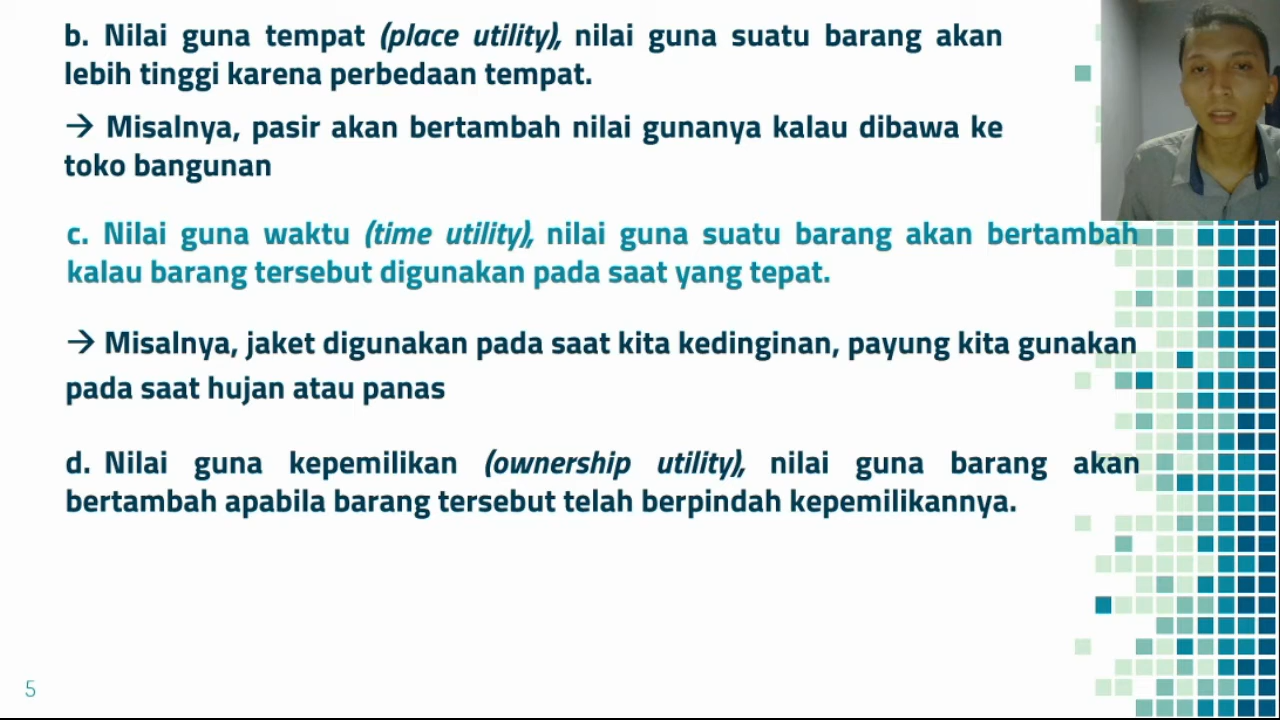 b. Nilai guna tempat (place utility), nilai guna suatu barang akan
lebih tinggi karena perbedaan tempat.
→ Misalnya, pasir akan bertambah nilai gunanya kalau dibawa ke
toko bangunan
c. Nilai guna waktu (time utility), nilai guna suatu barang akan bertambah
kalau barang tersebut digunakan pada saat yang tepat.
→ Misalnya, jaket digunakan pada saat kita kedinginan, payung kita gunakan
pada saat hujan atau panas
d. Nilai guna kepemilikan (ownership utility), nilai guna barang akan
bertambah apabila barang tersebut telah berpindah kepemilikannya.
5